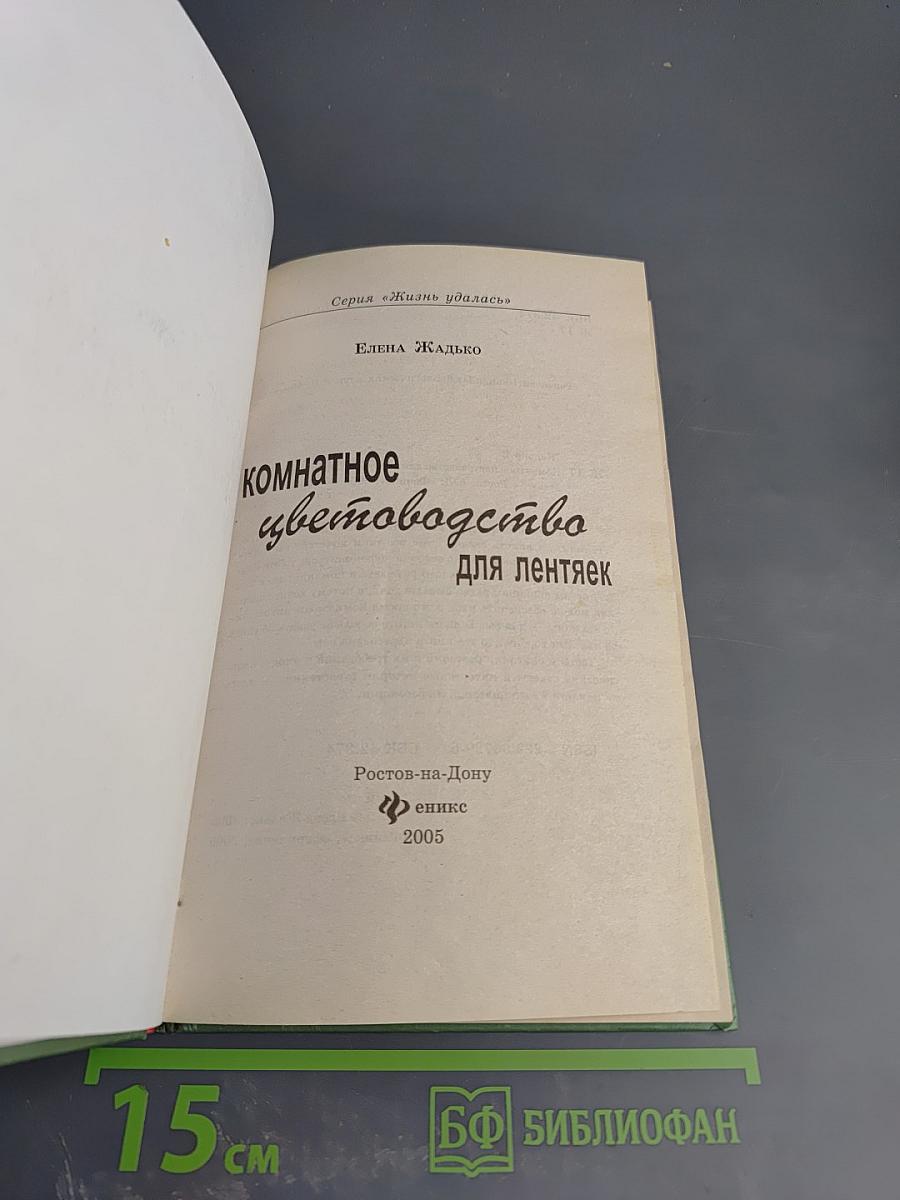 Серия «Жизнь удалась»
Елена Жадько
комнатное
цветоводство
для лентяек
Ростов-на-Дону
Феникс
2005
15 см
БФ БИБЛИОФАН